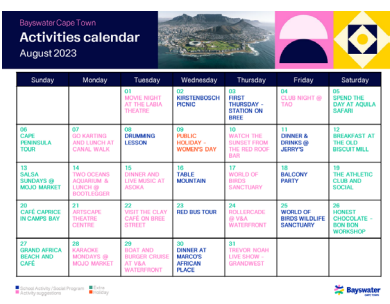 Bayswater Cape Town
Activities calendar
August 2023
Sunday Monday Tuesday Wednesday Thursday Friday Saturday
01 02 03 04 05
MOVIE NIGHT AT THE LABIA THEATRE
KIRSTENBOSCH PICNIC
FIRST THURSDAY - STATION ON BREE
CLUB NIGHT @ TAO
SPEND THE DAY AT AQUILA SAFARI
06 07 08 09 10 11 12
CAPE PENINSULA TOUR
GO-KARTING AND LUNCH AT CANAL WALK
DRUMMING LESSON
PUBLIC HOLIDAY - WOMEN'S DAY
WATCH THE SUNSET FROM THE RED ROOF BAR
DINNER & DRINKS @ JERRY'S
BREAKFAST AT THE OLD BISCUIT MILL
13 14 15 16 17 18 19
SALSA SUNDAYS @ MOJO MARKET
TWO OCEANS AQUARIUM & LUNCH @ BOOTLEGGER
DINNER AND LIVE MUSIC AT ASOKA
TABLE MOUNTAIN
WORLD OF BIRDS SANCTUARY
BALCONY PARTY
THE ATHLETIC CLUB AND SOCIAL
20 21 22 23 24 25 26
CAFÉ CAPRICE IN CAMPS BAY
ARTSCAPE THEATRE CENTRE
VISIT THE CLAY CAFE ON BREE STREET
RED BUS TOUR
ROLLERCADE @ V&A WATERFRONT
WORLD OF BIRDS WILDLIFE SANCTUARY
HONEST CHOCOLATE - BON BON WORKSHOP
27 28 29 30 31
GRAND AFRICA BEACH AND CAFÉ
KARAOKE MONDAYS @ MOJO MARKET
BOAT AND BURGER CRUISE AT V&A WATERFRONT
DINNER AT MARCO'S AFRICAN PLACE
TREVOR NOAH LIVE SHOW - GRANDWEST
School Activity (Social Program)
Activity suggestions
Holiday
Bayswater